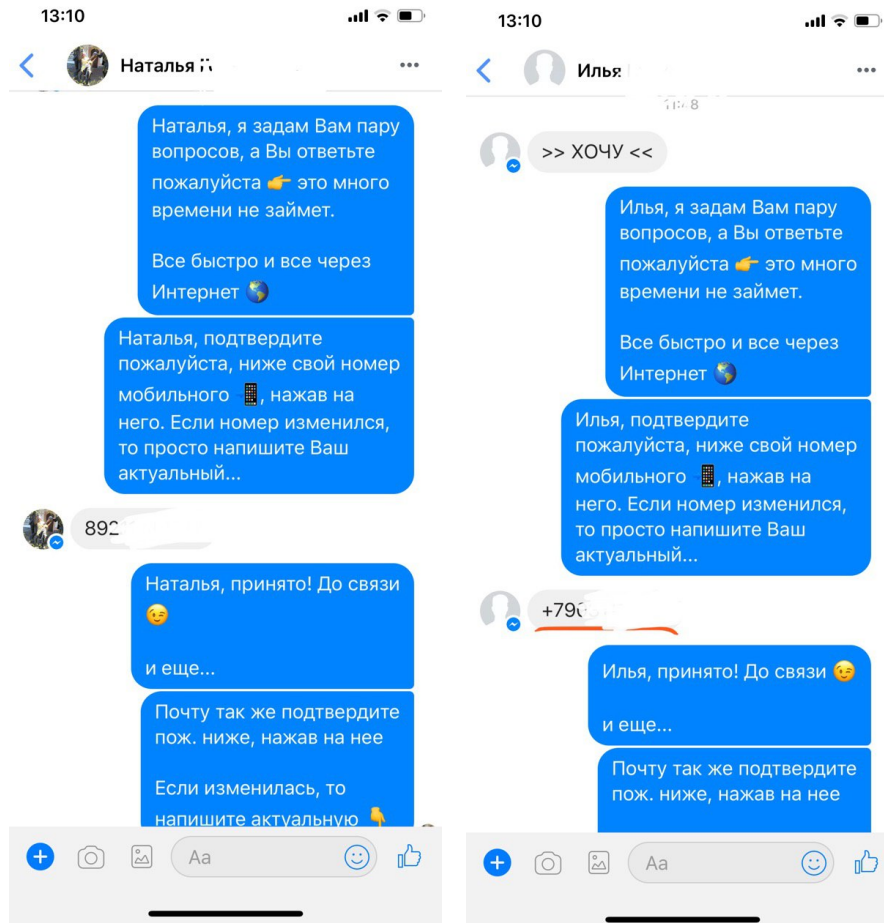 13:10
Наталья
Наталья, я задам Вам пару
вопросов, а Вы ответьте
пожалуйста 👉 это много
времени не займет.
Все быстро и все через
Интернет 🌎
Наталья, подтвердите
пожалуйста, ниже свой номер
мобильного 📲, нажав на
него. Если номер изменился,
то просто напишите Ваш
актуальный...
892
Наталья, принято! До связи
😉
и еще...
Почту так же подтвердите
пож. ниже, нажав на нее
Если изменилась, то
напишите актуальную 👇
Aa
13:10
Илья
>> ХОЧУ <<
Илья, я задам Вам пару
вопросов, а Вы ответьте
пожалуйста 👉 это много
времени не займет.
Все быстро и все через
Интернет 🌎
Илья, подтвердите
пожалуйста, ниже свой номер
мобильного 📲, нажав на
него. Если номер изменился,
то просто напишите Ваш
актуальный...
+790
Илья, принято! До связи 😉
и еще...
Почту так же подтвердите
пож. ниже, нажав на нее
Aa